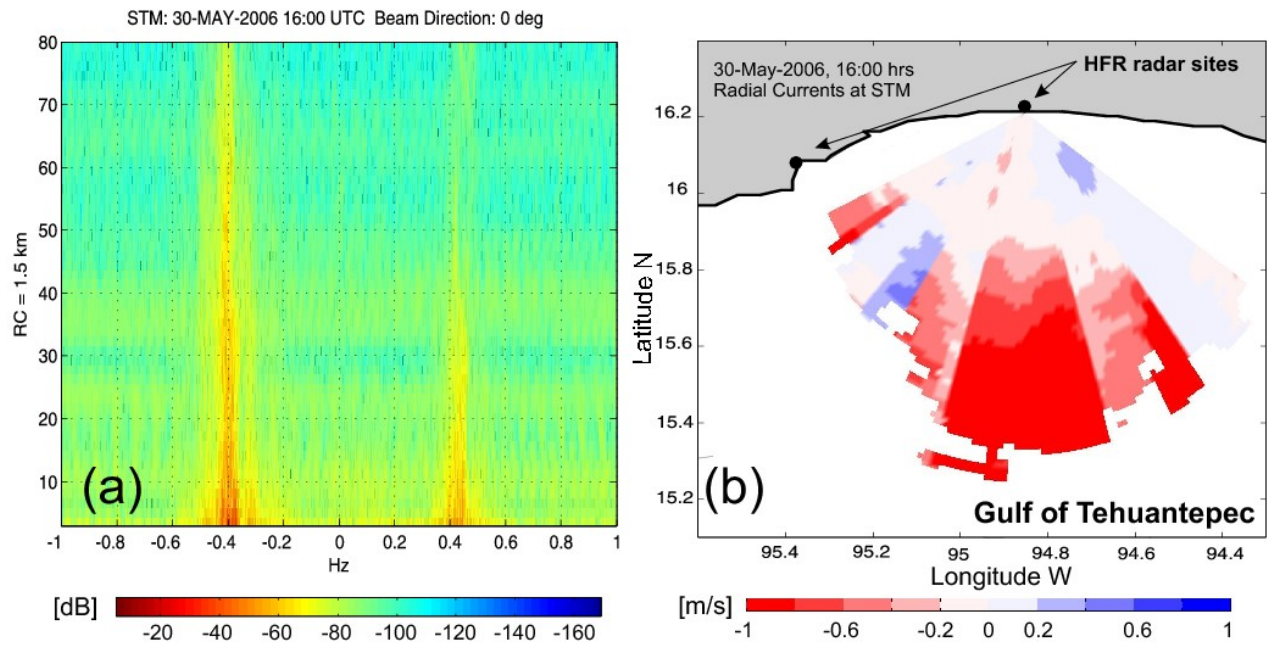 STM: 30-MAY-2006 16:00 UTC Beam Direction: 0 deg
80
70
60
50
40
30
20
10
RC = 1.5 km
(a)
-1 -0.8 -0.6 -0.4 -0.2 0 0.2 0.4 0.6 0.8 1
Hz
[dB]
-20 -40 -60 -80 -100 -120 -140 -160
30-May-2006, 16:00 hrs
Radial Currents at STM
HFR radar sites
16.2
16
15.8
15.6
15.4
15.2
Latitude N
(b)
Gulf of Tehuantepec
95.4 95.2 95 94.8 94.6 94.4
Longitude W
[m/s]
-1 -0.6 -0.2 0 0.2 0.6 1